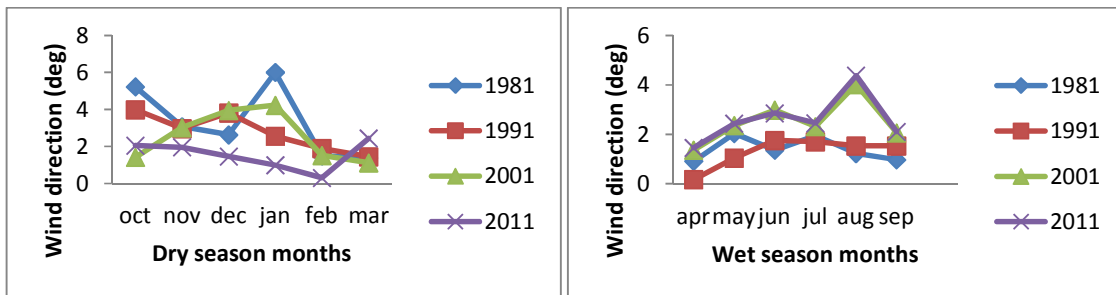 Wind direction (deg)
8
6
4
2
0
oct nov dec jan feb mar
Dry season months
1981
1991
2001
2011
Wind direction (deg)
6
4
2
0
apr may jun jul aug sep
Wet season months
1981
1991
2001
2011